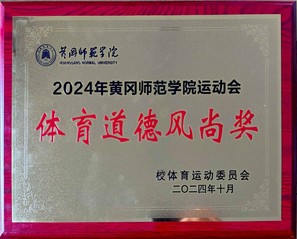 黄冈师范学院
HUANGGANG NORMAL UNIVERSITY
2024年黄冈师范学院运动会
体育道德风尚奖
校体育运动委员会
二〇二四年十月